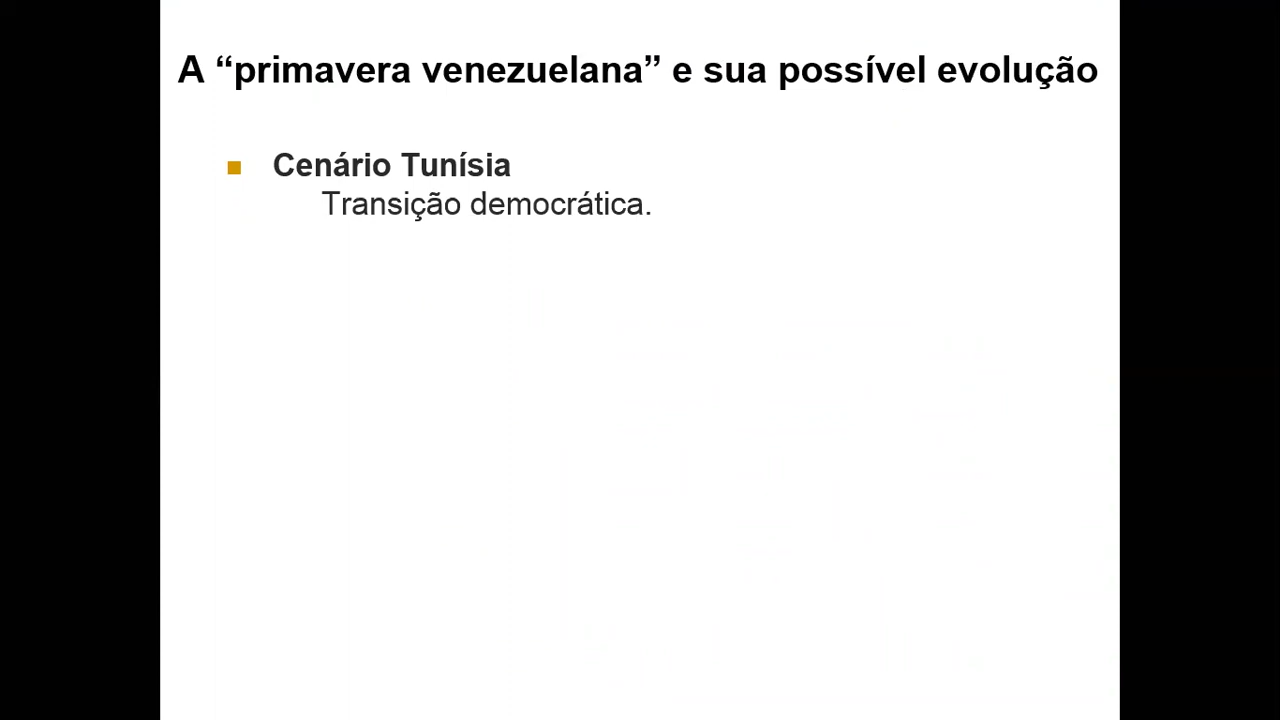 A “primavera venezuelana” e sua possível evolução
Cenário Tunísia
Transição democrática.